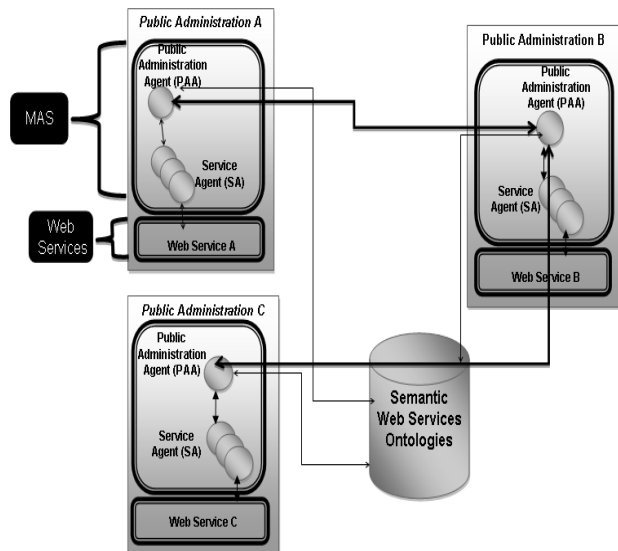 Public Administration A
Public
Administration
Agent (PAA)
Service
Agent (SA)
Web Service A
MAS
Web
Services
Public Administration B
Public
Administration
Agent (PAA)
Service
Agent (SA)
Web Service B
Public Administration C
Public
Administration
Agent (PAA)
Service
Agent (SA)
Web Service C
Semantic
Web Services
Ontologies